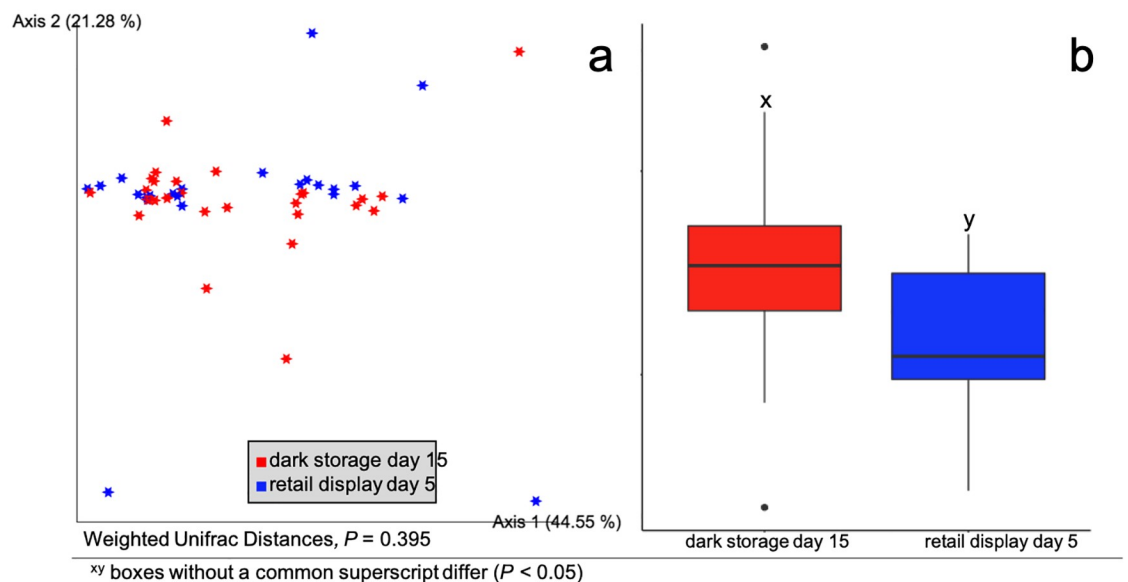 Axis 2 (21.28 %)
a
dark storage day 15
retail display day 5
Axis 1 (44.55 %)
Weighted Unifrac Distances, P = 0.395
b
x
y
dark storage day 15
retail display day 5
xy boxes without a common superscript differ (P < 0.05)